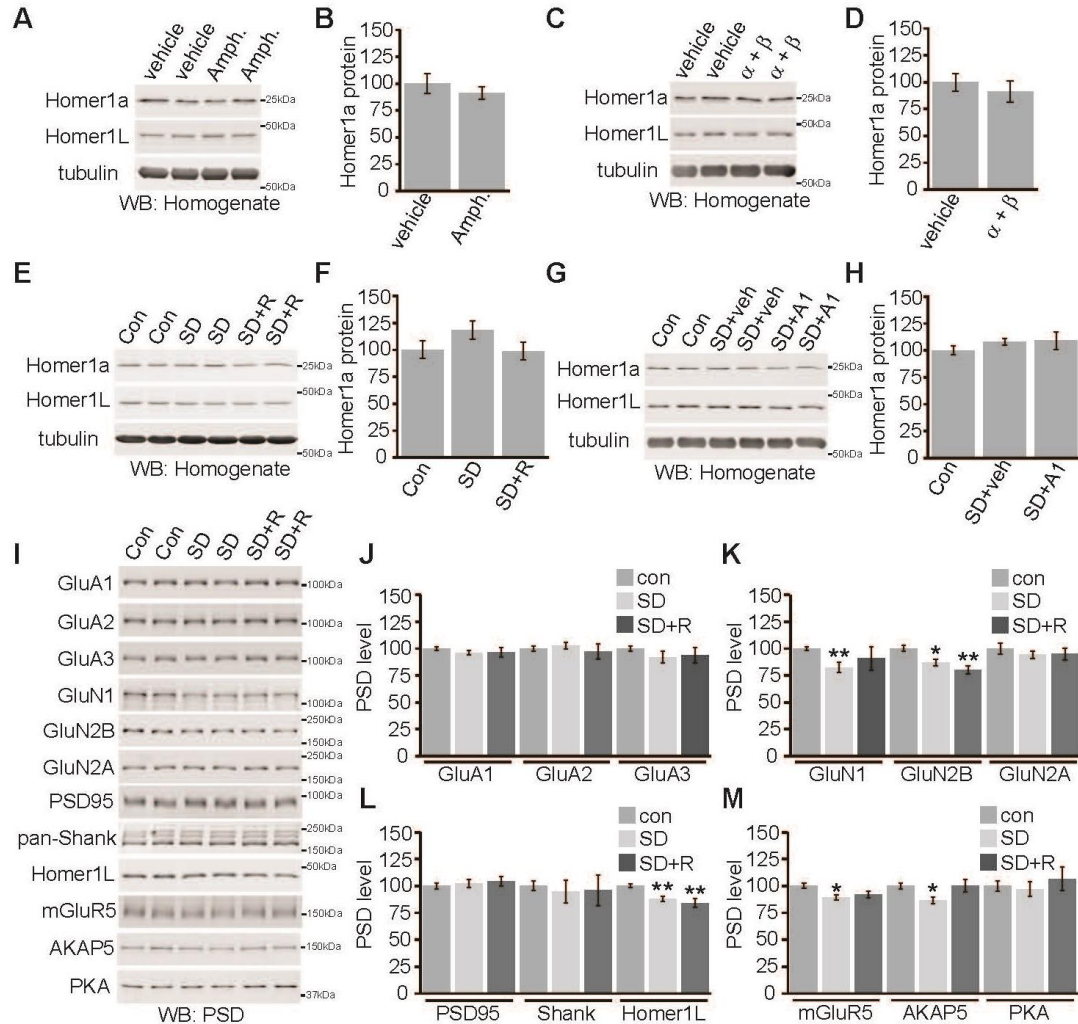 A
vehicle vehicle Amph. Amph.
Homer1a
25kDa
50kDa
Homer1L
tubulin
50kDa
WB: Homogenate
B
Homer1a protein
150
125
100
75
50
25
0
vehicle Amph.
C
vehicle vehicle α + β α + β
Homer1a
25kDa
50kDa
Homer1L
tubulin
50kDa
WB: Homogenate
D
Homer1a protein
150
125
100
75
50
25
0
vehicle α + β
E
Con Con SD SD SD+R SD+R
Homer1a
25kDa
50kDa
Homer1L
tubulin
50kDa
WB: Homogenate
F
Homer1a protein
150
125
100
75
50
25
0
Con SD SD+R
G
Con Con SD+veh SD+veh SD+A1 SD+A1
Homer1a
25kDa
50kDa
Homer1L
tubulin
50kDa
WB: Homogenate
H
Homer1a protein
150
125
100
75
50
25
0
Con SD+veh SD+A1
I
Con Con SD SD SD+R SD+R
GluA1
100kDa
GluA2
100kDa
GluA3
100kDa
GluN1
100kDa
250kDa
GluN2B
150kDa
250kDa
GluN2A
150kDa
PSD95
100kDa
250kDa
pan-Shank
150kDa
50kDa
Homer1L
mGluR5
150kDa
AKAP5
150kDa
PKA
37kDa
WB: PSD
J
con
SD
SD+R
PSD level
150
125
100
75
50
25
0
GluA1 GluA2 GluA3
K
con
SD
SD+R
PSD level
150
125
100
75
50
25
0
** * **
GluN1 GluN2B GluN2A
L
con
SD
SD+R
PSD level
150
125
100
75
50
25
0
** **
PSD95 Shank Homer1L
M
con
SD
SD+R
PSD level
150
125
100
75
50
25
0
* *
mGluR5 AKAP5 PKA